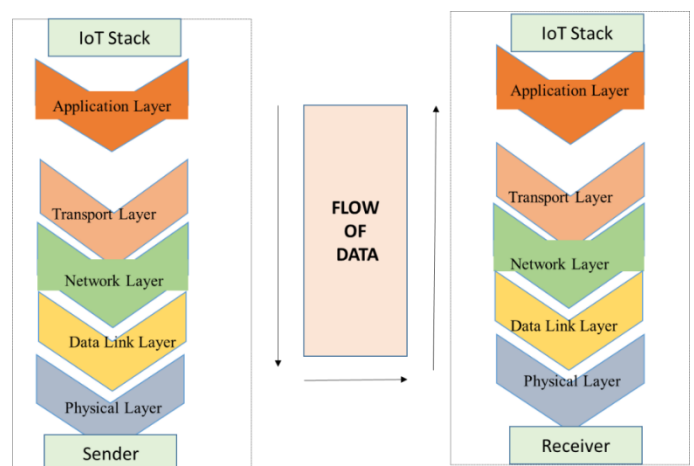 IoT Stack
Application Layer
Transport Layer
Network Layer
Data Link Layer
Physical Layer
Sender
FLOW
OF
DATA
IoT Stack
Application Layer
Transport Layer
Network Layer
Data Link Layer
Physical Layer
Receiver